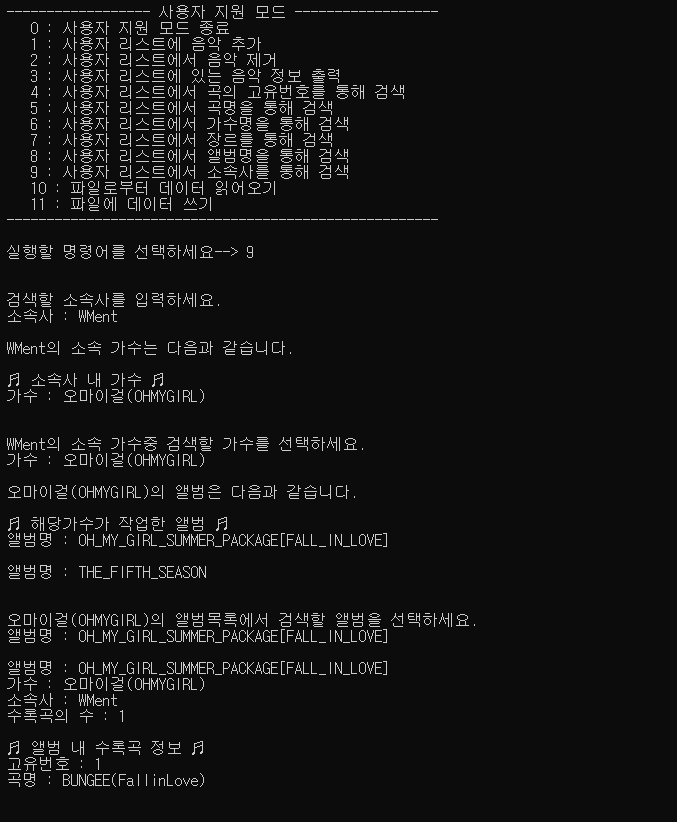 ------------------ 사용자 지원 모드 ------------------
0 : 사용자 지원 모드 종료
1 : 사용자 리스트에 음악 추가
2 : 사용자 리스트에서 음악 제거
3 : 사용자 리스트에 있는 음악 정보 출력
4 : 사용자 리스트에서 곡의 고유번호를 통해 검색
5 : 사용자 리스트에서 곡명을 통해 검색
6 : 사용자 리스트에서 가수명을 통해 검색
7 : 사용자 리스트에서 장르를 통해 검색
8 : 사용자 리스트에서 앨범명을 통해 검색
9 : 사용자 리스트에서 소속사를 통해 검색
10 : 파일로부터 데이터 읽어오기
11 : 파일에 데이터 쓰기
------------------------------------------------------
실행할 명령어를 선택하세요--> 9
검색할 소속사를 입력하세요.
소속사 : WMent
WMent의 소속 가수는 다음과 같습니다.
♬ 소속사 내 가수 ♬
가수 : 오마이걸(OHMYGIRL)
WMent의 소속 가수중 검색할 가수를 선택하세요.
가수 : 오마이걸(OHMYGIRL)
오마이걸(OHMYGIRL)의 앨범은 다음과 같습니다.
♬ 해당가수가 작업한 앨범 ♬
앨범명 : OH_MY_GIRL_SUMMER_PACKAGE[FALL_IN_LOVE]
앨범명 : THE_FIFTH_SEASON
오마이걸(OHMYGIRL)의 앨범목록에서 검색할 앨범을 선택하세요.
앨범명 : OH_MY_GIRL_SUMMER_PACKAGE[FALL_IN_LOVE]
앨범명 : OH_MY_GIRL_SUMMER_PACKAGE[FALL_IN_LOVE]
가수 : 오마이걸(OHMYGIRL)
소속사 : WMent
수록곡의 수 : 1
♬ 앨범 내 수록곡 정보 ♬
고유번호 : 1
곡명 : BUNGEE(FallinLove)